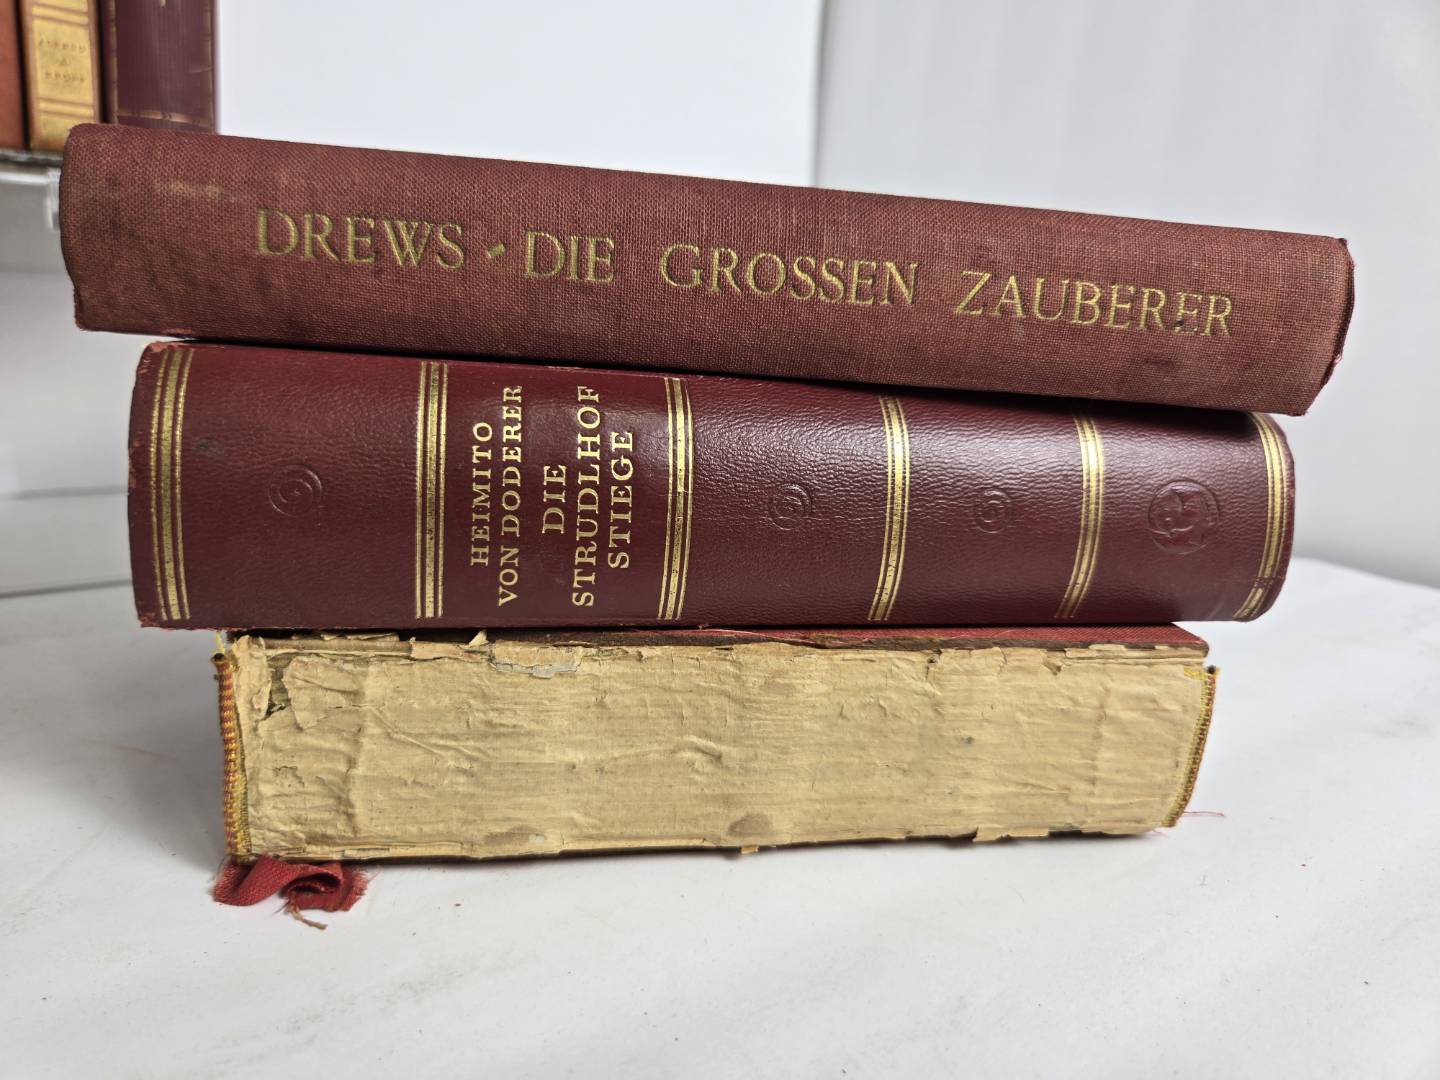 DREWS · DIE GROSSEN ZAUBERER
HEIMITO
VON DODERER
DIE
STRUDLHOF
STIEGE